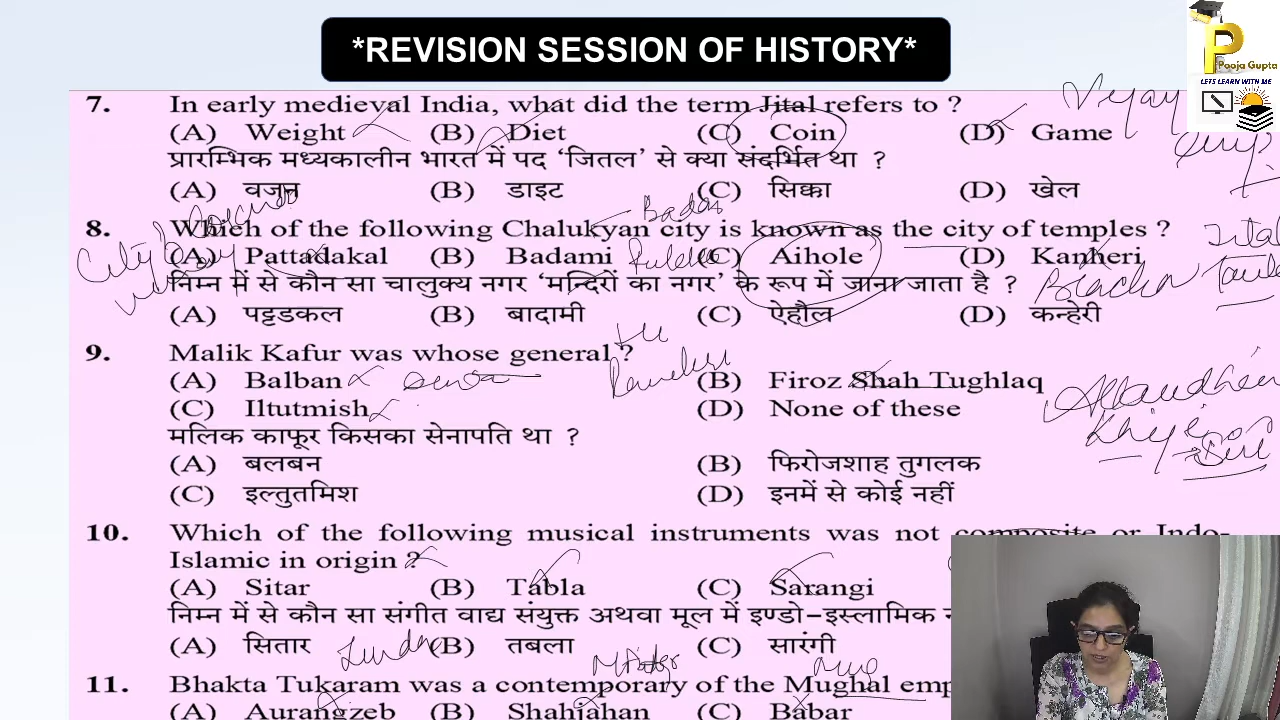 *REVISION SESSION OF HISTORY*
P
Pooja Gupta
LETS LEARN WITH ME
7. In early medieval India, what did the term Jital refers to ?
(A) Weight (B) Diet (C) Coin (D) Game
प्रारम्भिक मध्यकालीन भारत में पद ‘जितल’ से क्या संदर्भित था ?
(A) वजन (B) डाइट (C) सिक्का (D) खेल
Badami
8. Which of the following Chalukyan city is known as the city of temples ?
(A) Pattadakal (B) Badami (C) Aihole (D) Kanheri
निम्न में से कौन सा चालुक्य नगर ‘मन्दिरों का नगर’ के रूप में जाना जाता है ?
(A) पट्टडकल (B) बादामी (C) ऐहौल (D) कन्हेरी
9. Malik Kafur was whose general ?
(A) Balban (B) Firoz Shah Tughlaq
(C) Iltutmish (D) None of these
Allaudhin
Khilji
मलिक काफूर किसका सेनापति था ?
(A) बलबन (B) फिरोजशाह तुगलक
(C) इल्तुतमिश (D) इनमें से कोई नहीं
10. Which of the following musical instruments was not composite or Indo-
Islamic in origin ?
(A) Sitar (B) Tabla (C) Sarangi
निम्न में से कौन सा संगीत वाद्य संयुक्त अथवा मूल में इण्डो-इस्लामिक
(A) सितार (B) तबला (C) सारंगी
11. Bhakta Tukaram was a contemporary of the Mughal emp
(A) Aurangzeb (B) Shahjahan (C) Babar